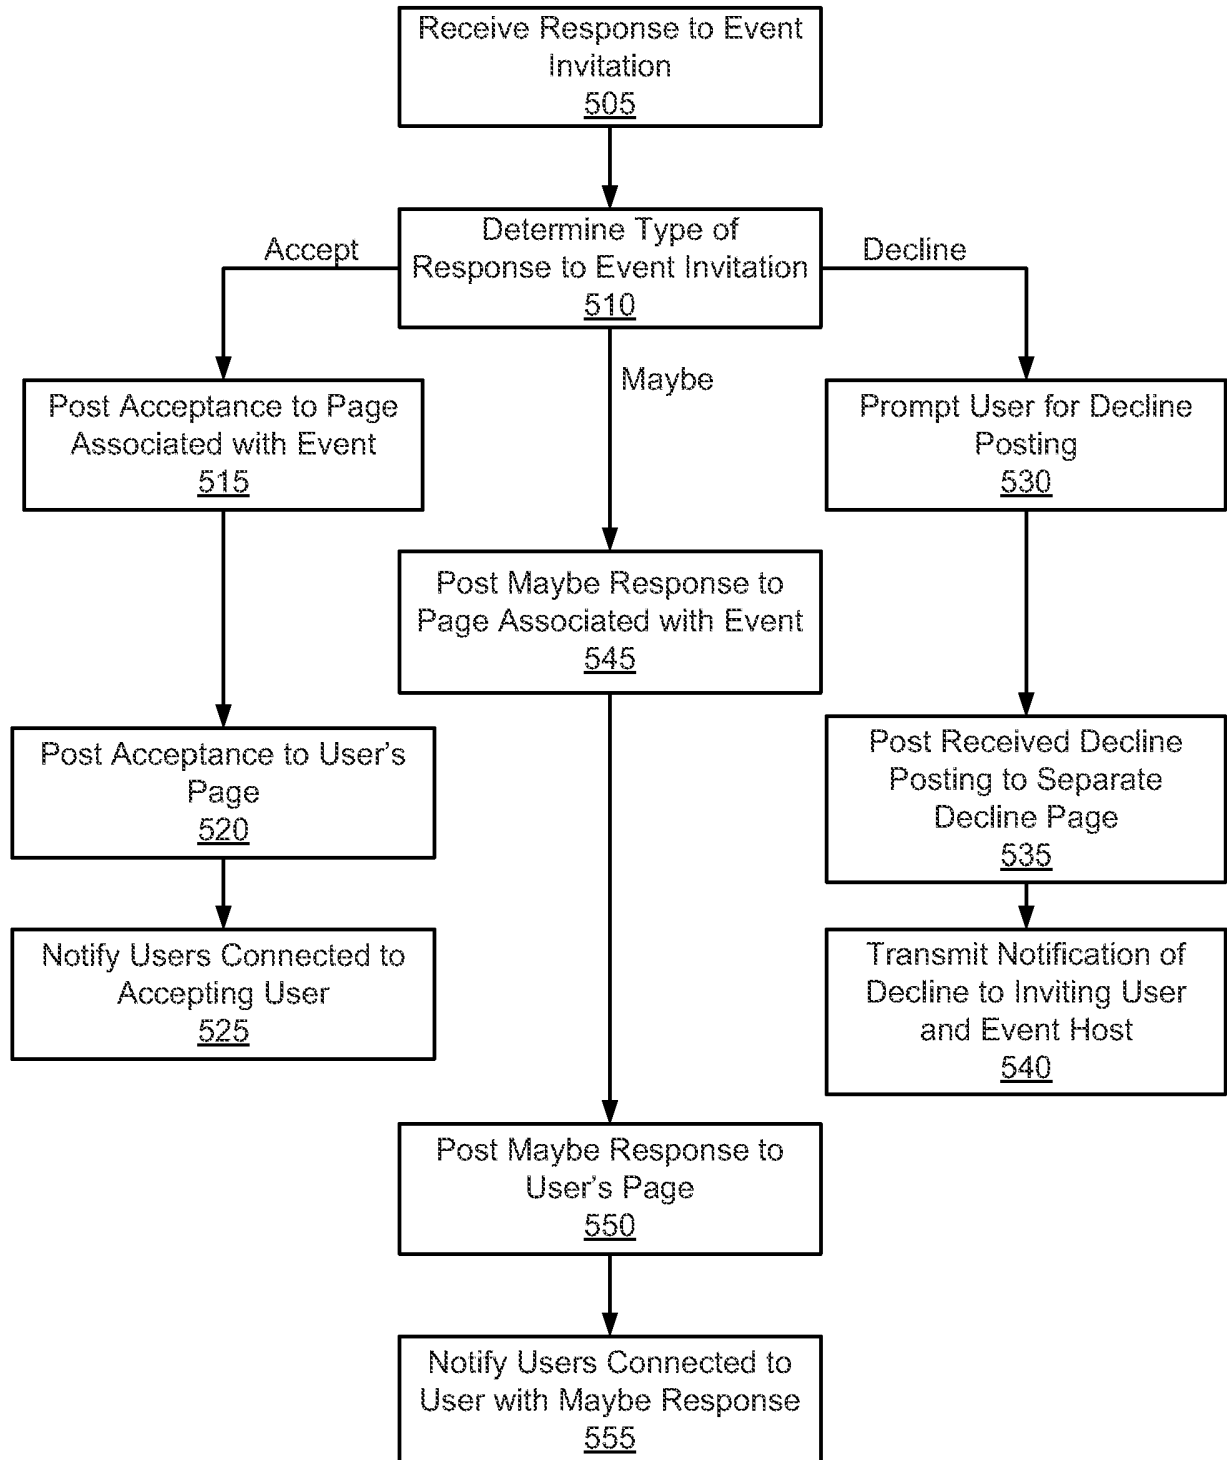 Receive Response to Event
Invitation
505
Determine Type of
Response to Event Invitation
510
Accept
Decline
Maybe
Post Acceptance to Page
Associated with Event
515
Prompt User for Decline
Posting
530
Post Maybe Response to
Page Associated with Event
545
Post Acceptance to User's
Page
520
Post Received Decline
Posting to Separate
Decline Page
535
Notify Users Connected to
Accepting User
525
Transmit Notification of
Decline to Inviting User
and Event Host
540
Post Maybe Response to
User's Page
550
Notify Users Connected to
User with Maybe Response
555